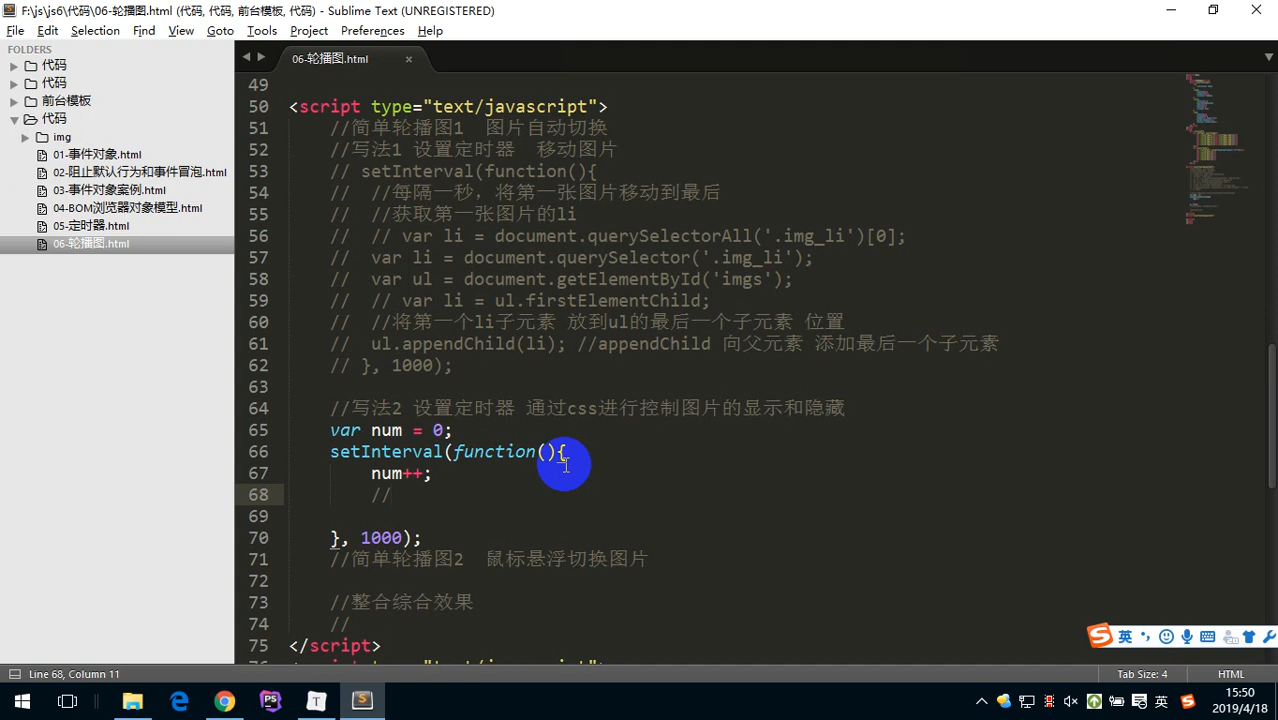 F:\js\js6\代码\06-轮播图.html (代码, 代码, 前台模板, 代码) - Sublime Text (UNREGISTERED)
File Edit Selection Find View Goto Tools Project Preferences Help
FOLDERS
代码
代码
前台模板
代码
img
01-事件对象.html
02-阻止默认行为和事件冒泡.html
03-事件对象案例.html
04-BOM浏览器对象模型.html
05-定时器.html
06-轮播图.html
06-轮播图.html ×
49
50 <script type="text/javascript">
51 //简单轮播图1  图片自动切换
52 //写法1 设置定时器  移动图片
53 // setInterval(function(){
54 //  //每隔一秒，将第一张图片移动到最后
55 //  //获取第一张图片的li
56 //  // var li = document.querySelectorAll('.img_li')[0];
57 //  var li = document.querySelector('.img_li');
58 //  var ul = document.getElementById('imgs');
59 //  // var li = ul.firstElementChild;
60 //  //将第一个li子元素 放到ul的最后一个子元素 位置
61 //  ul.appendChild(li); //appendChild 向父元素 添加最后一个子元素
62 // }, 1000);
63
64 //写法2 设置定时器 通过css进行控制图片的显示和隐藏
65 var num = 0;
66 setInterval(function(){
67 num++;
68 //
69
70 }, 1000);
71 //简单轮播图2  鼠标悬浮切换图片
72
73 //整合综合效果
74 //
75 </script>
英
Line 68, Column 11 Tab Size: 4 HTML
英
15:50
2019/4/18